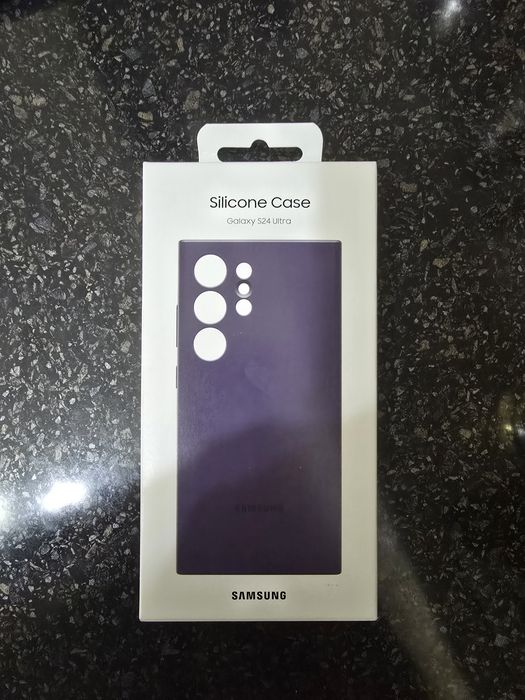 Silicone Case
Galaxy S24 Ultra
SAMSUNG
SAMSUNG